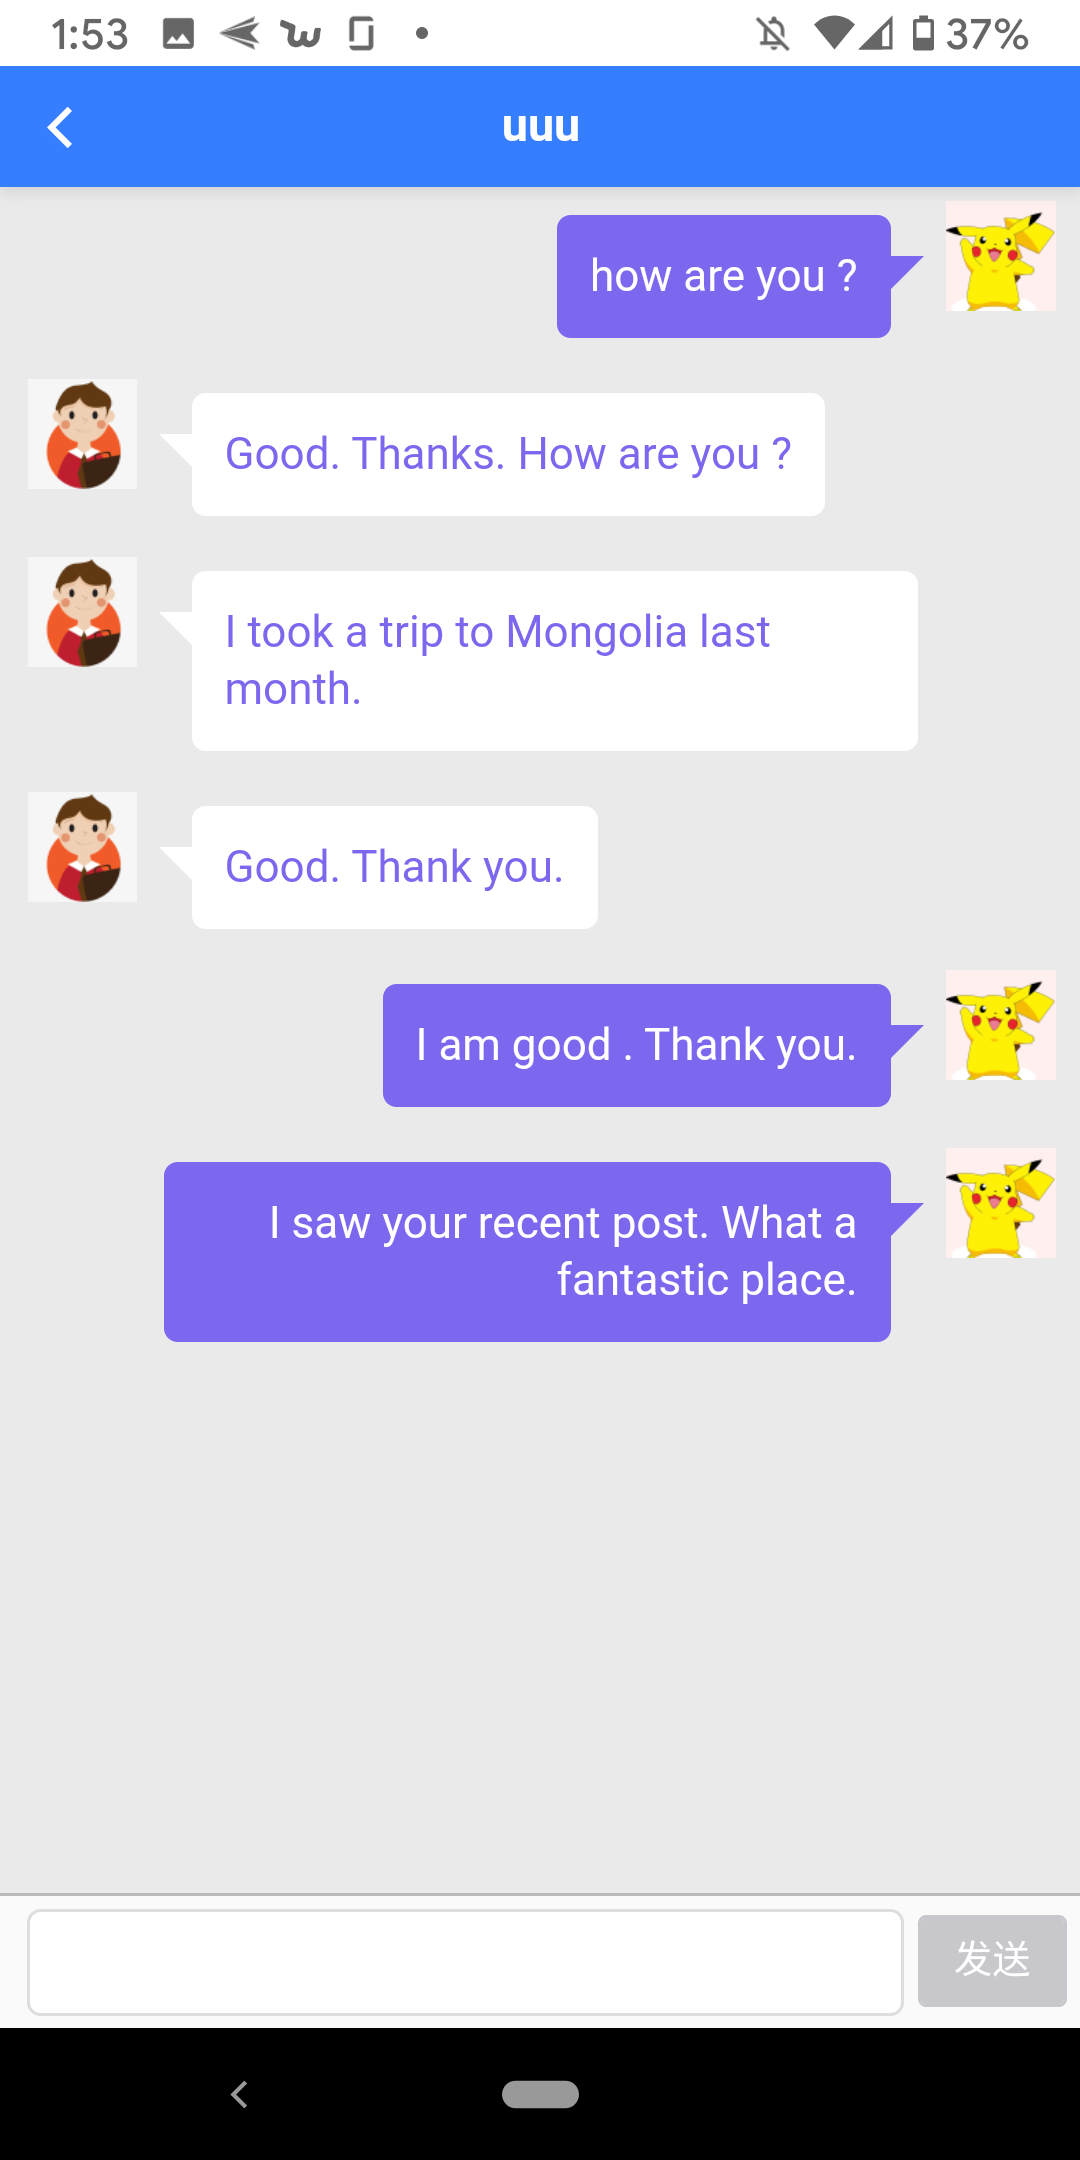 1:53
37%
uuu
how are you ?
Good. Thanks. How are you ?
I took a trip to Mongolia last
month.
Good. Thank you.
I am good . Thank you.
I saw your recent post. What a
fantastic place.
发送